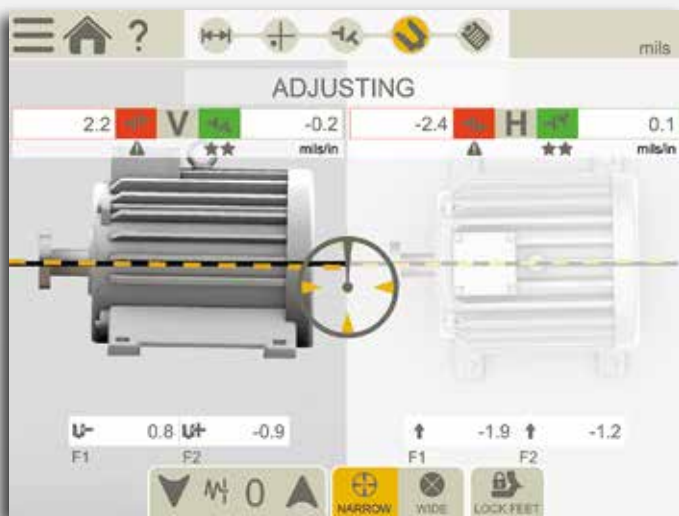 ?
mils
ADJUSTING
2.2 V -0.2 -2.4 H 0.1
mils/in mils/in
0.8 -0.9 -1.9 -1.2
F1 F2 F1 F2
0
NARROW WIDE LOCK FEET